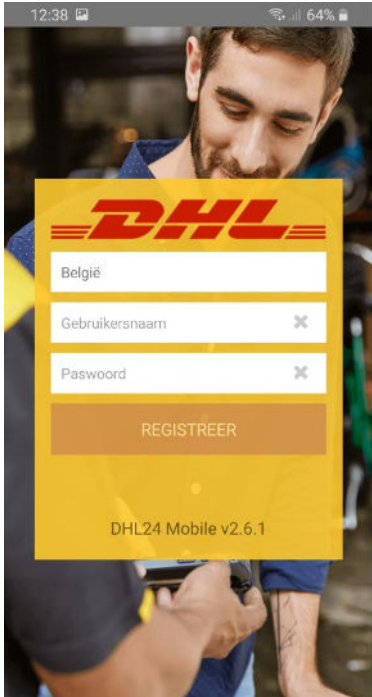 12:38 64%
DHL
België
Gebruikersnaam
Paswoord
REGISTREER
DHL24 Mobile v2.6.1